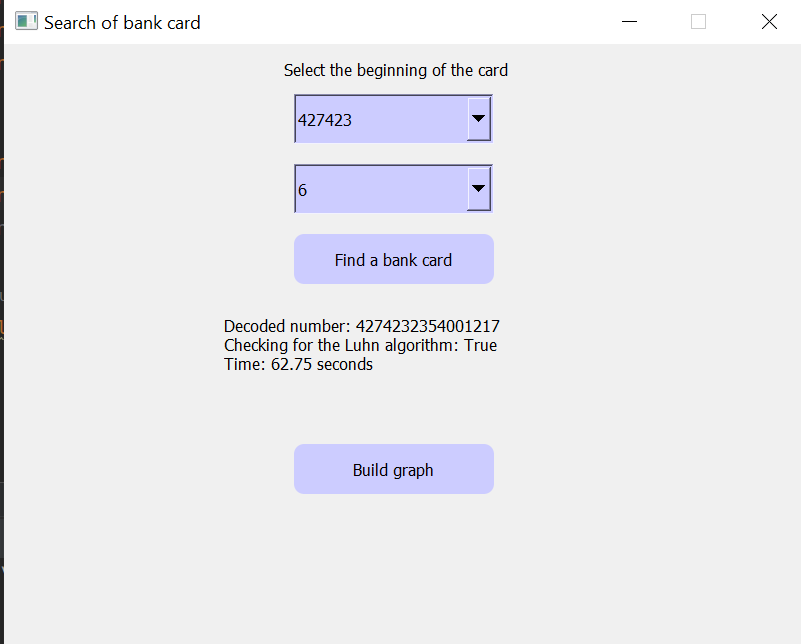 Search of bank card
Select the beginning of the card
427423
6
Find a bank card
Decoded number: 4274232354001217
Checking for the Luhn algorithm: True
Time: 62.75 seconds
Build graph